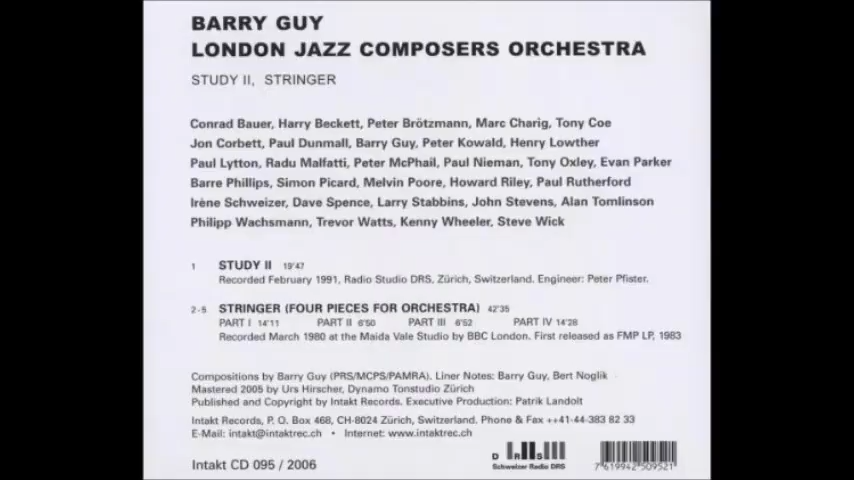 BARRY GUY
LONDON JAZZ COMPOSERS ORCHESTRA
STUDY II, STRINGER
Conrad Bauer, Harry Beckett, Peter Brötzmann, Marc Charig, Tony Coe
Jon Corbett, Paul Dunmall, Barry Guy, Peter Kowald, Henry Lowther
Paul Lytton, Radu Malfatti, Peter McPhail, Paul Nieman, Tony Oxley, Evan Parker
Barre Phillips, Simon Picard, Melvin Poore, Howard Riley, Paul Rutherford
Irène Schweizer, Dave Spence, Larry Stabbins, John Stevens, Alan Tomlinson
Philipp Wachsmann, Trevor Watts, Kenny Wheeler, Steve Wick
1 STUDY II 19'47
Recorded February 1991, Radio Studio DRS, Zürich, Switzerland. Engineer: Peter Pfister.
2-5 STRINGER (FOUR PIECES FOR ORCHESTRA) 42'35
PART I 14'11 PART II 6'50 PART III 6'52 PART IV 14'28
Recorded March 1980 at the Maida Vale Studio by BBC London. First released as FMP LP, 1983
Compositions by Barry Guy (PRS/MCPS/PAMRA). Liner Notes: Barry Guy, Bert Noglik
Mastered 2005 by Urs Hirscher, Dynamo Tonstudio Zürich
Published and Copyright by Intakt Records. Executive Production: Patrik Landolt
Intakt Records, P. O. Box 468, CH-8024 Zürich, Switzerland. Phone & Fax ++41-44-383 82 33
E-Mail: intakt@intaktrec.ch • Internet: www.intaktrec.ch
Intakt CD 095 / 2006
D R S
Schweizer Radio DRS
7 619942 509521